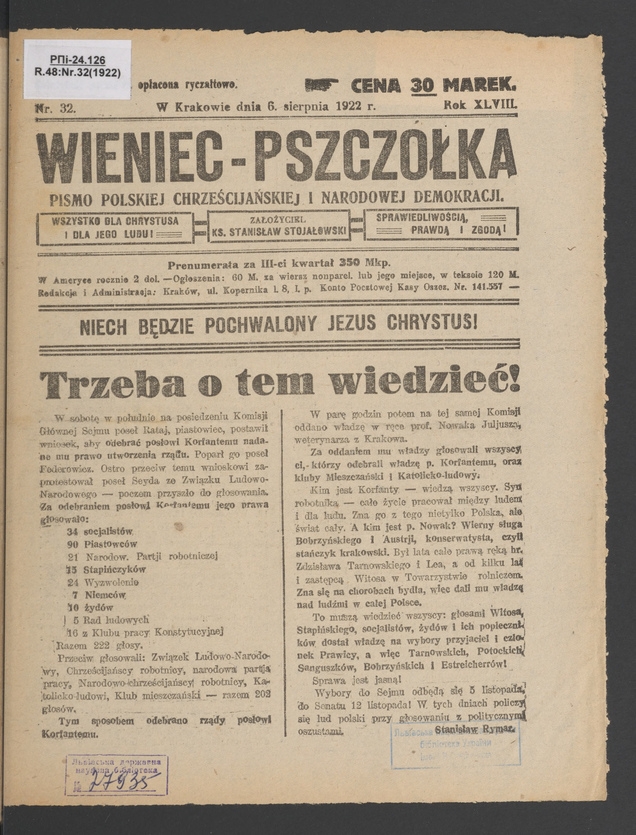 РПі-24.126
R.48:Nr.32(1922)
opłacona ryczałtowo.
CENA 30 MAREK.
Nr. 32.
W Krakowie dnia 6. sierpnia 1922 r.
Rok XLVIII.
WIENIEC-PSZCZÓŁKA
PISMO POLSKIEJ CHRZEŚCIJAŃSKIEJ I NARODOWEJ DEMOKRACJI.
WSZYSTKO DLA CHRYSTUSA
I DLA JEGO LUDU!
ZAŁOŻYCIEL
KS. STANISŁAW STOJAŁOWSKI
SPRAWIEDLIWOŚCIĄ,
PRAWDĄ I ZGODĄ!
Prenumerata za III-ci kwartał 350 Mkp.
W Ameryce rocznie 2 dol. —Ogłoszenia: 60 M. za wiersz nonparel. lub jego miejsce, w tekscie 120 M.
Redakcja i Administracja: Kraków, ul. Kopernika l. 8, I. p. Konto Pocztowej Kasy Oszcz. Nr. 141.557 —
NIECH BĘDZIE POCHWALONY JEZUS CHRYSTUS!
Trzeba o tem wiedzieć!
W sobotę w południe na posiedzeniu Komisji
Głównej Sejmu poseł Rataj, piastowiec, postawił
wniosek, aby odebrać posłowi Korfantemu nada-
ne mu prawo utworzenia rządu. Poparł go poseł
Fedorowicz. Ostro przeciw temu wnioskowi za-
protestował poseł Seyda ze Związku Ludowo-
Narodowego — poczem przyszło do głosowania.
Za odebraniem posłowi Korfantemu jego prawa
głosowało:
34 socjalistów
90 Piastowców
21 Narodow. Partji robotniczej
15 Stapińczyków
24 Wyzwolenie
7 Niemców
10 żydów
5 Rad ludowych
16 z Klubu pracy Konstytucyjnej
Razem 222 głosy.
Przeciw głosowali: Związek Ludowo-Narodo-
wy, Chrześcijańscy robotnicy, narodowa partja
pracy, Narodowo-chrześcijańscy robotnicy, Ka-
tolicko-ludowi, Klub mieszczański — razem 202
głosów.
Tym sposobem odebrano rządy posłowi
Korfantemu.
W parę godzin potem na tej samej Komisji
oddano władzę w ręce prof. Nowaka Juljusza,
weterynarza z Krakowa.
Za oddaniem mu władzy głosowali wszyscy
ci, którzy odebrali władzę p. Korfantemu, oraz
kluby Mieszczański i Katolicko-ludowy.
Kim jest Korfanty — wiedzą wszyscy. Syn
robotnika, — całe życie pracował między ludem
i dla ludu. Zna go z tego nietylko Polska, ale
świat cały. A kim jest p. Nowak? Wierny sługa
Bobrzyńskiego i Austrji, konserwatysta, czyli
stańczyk krakowski. Był lata całe prawą ręką hr.
Zdzisława Tarnowskiego i Lea, a od kilku lat
i zastępcą Witosa w Towarzystwie rolniczem.
Zna się na chorobach bydła, więc dali mu władzę
nad ludźmi w całej Polsce.
To muszą wiedzieć wszyscy: głosami Witosa,
Stapińskiego, socjalistów, żydów i ich popleczni-
ków dostał władzę na wybory przyjaciel i czło-
nek Prawicy, a więc Tarnowskich, Potockich,
Sanguszków, Bobrzyńskich i Estreicherów!
Sprawa jest jasna!
Wybory do Sejmu odbędą się 5 listopada,
do Senatu 12 listopada! W tych dniach policzy
się lud polski przy głosowaniu z politycznymi
oszustami.
Stanisław Rymar.
Львівська державна
наукова бібліотека
№ 27935